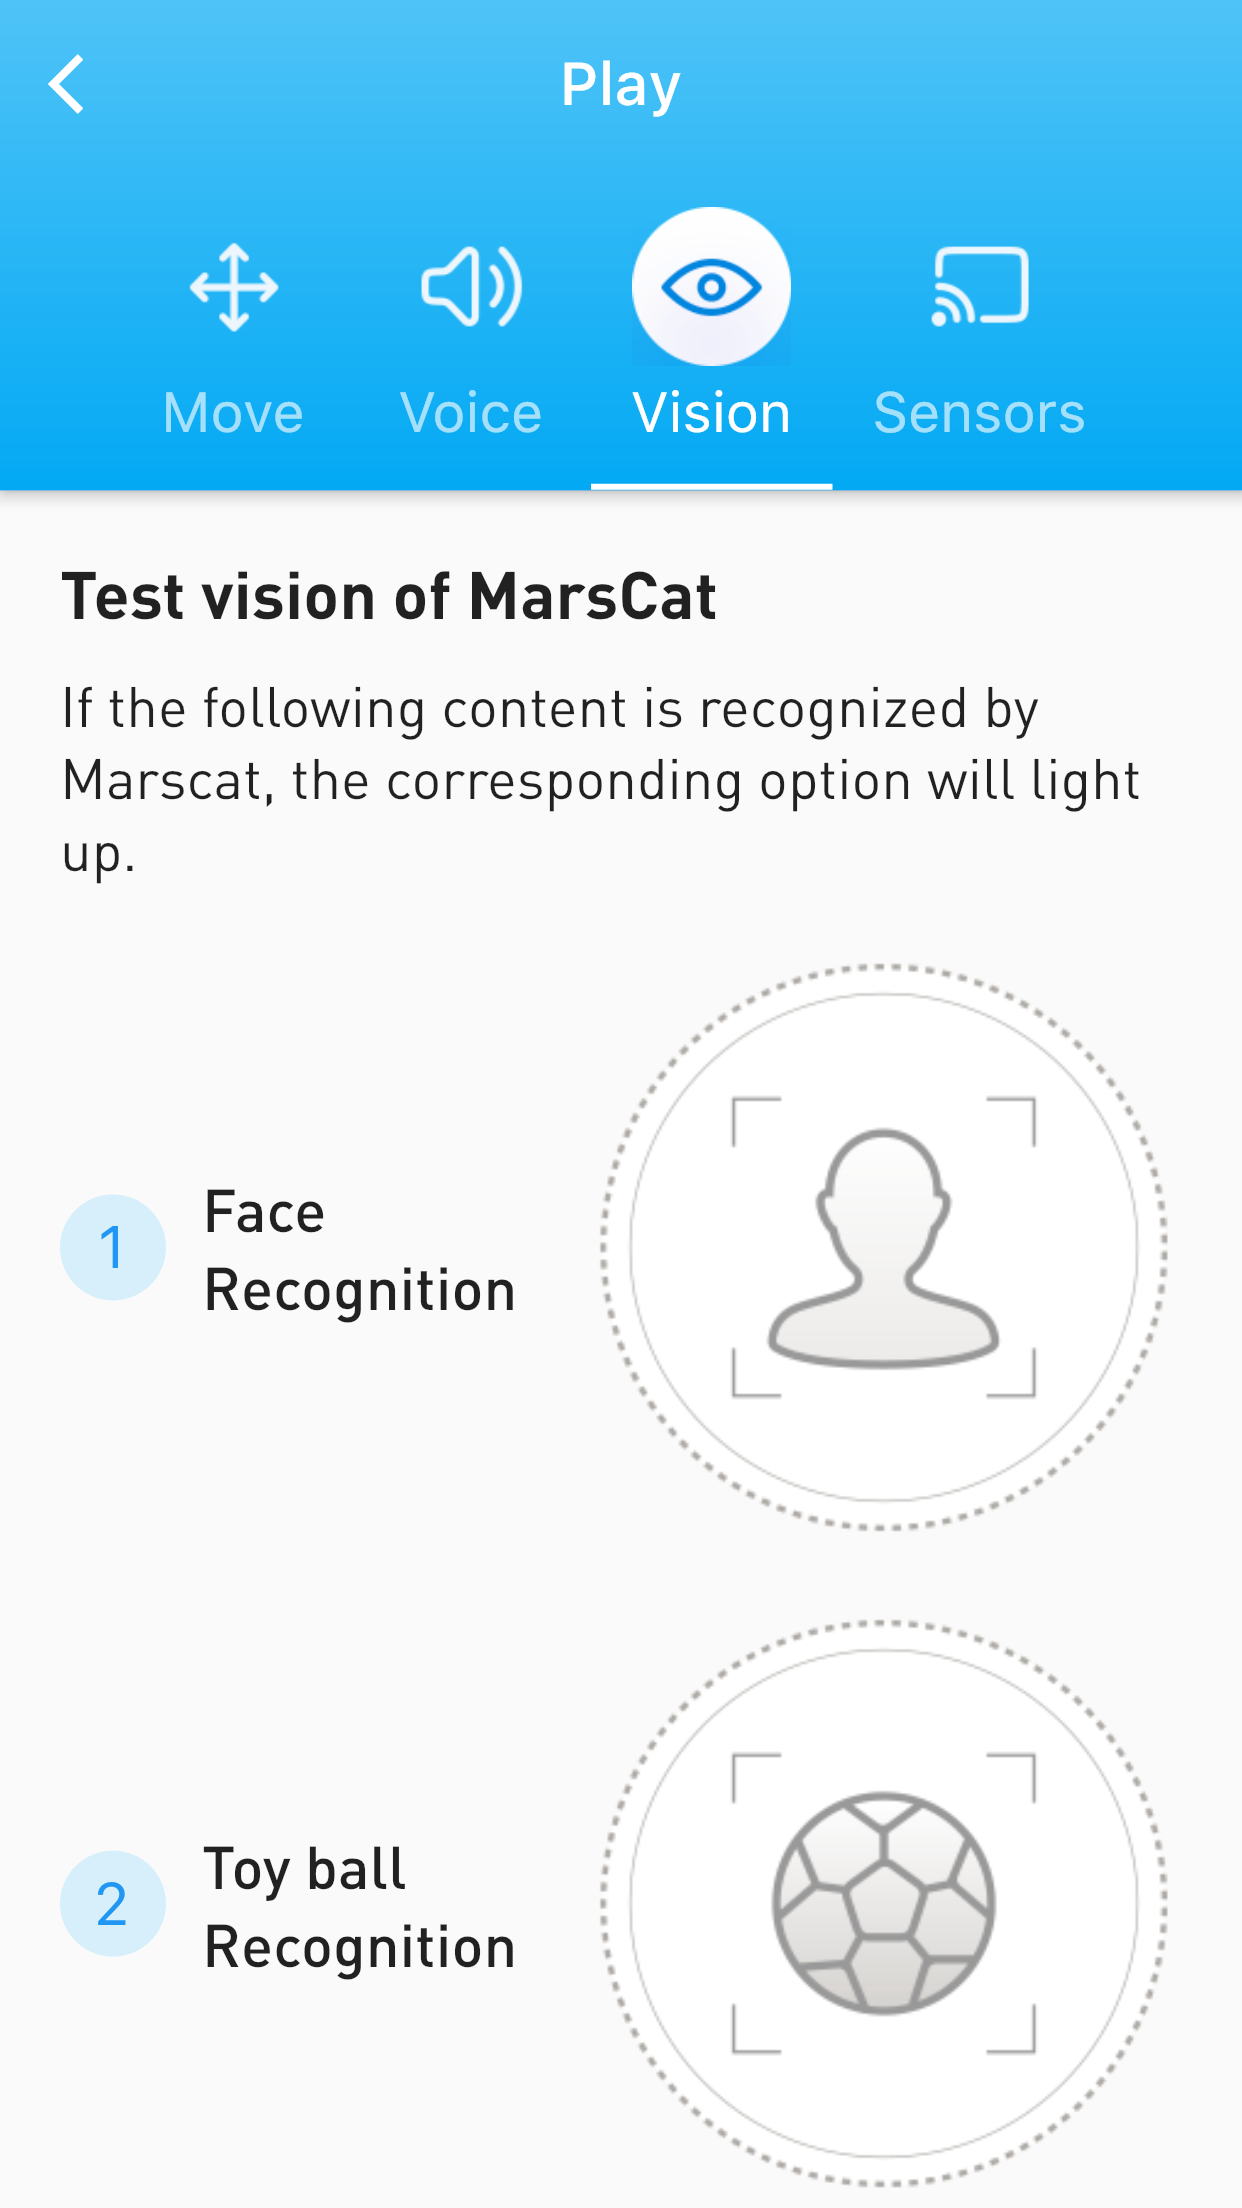 Play
Move Voice Vision Sensors
Test vision of MarsCat
If the following content is recognized by
Marscat, the corresponding option will light
up.
1
Face
Recognition
2
Toy ball
Recognition